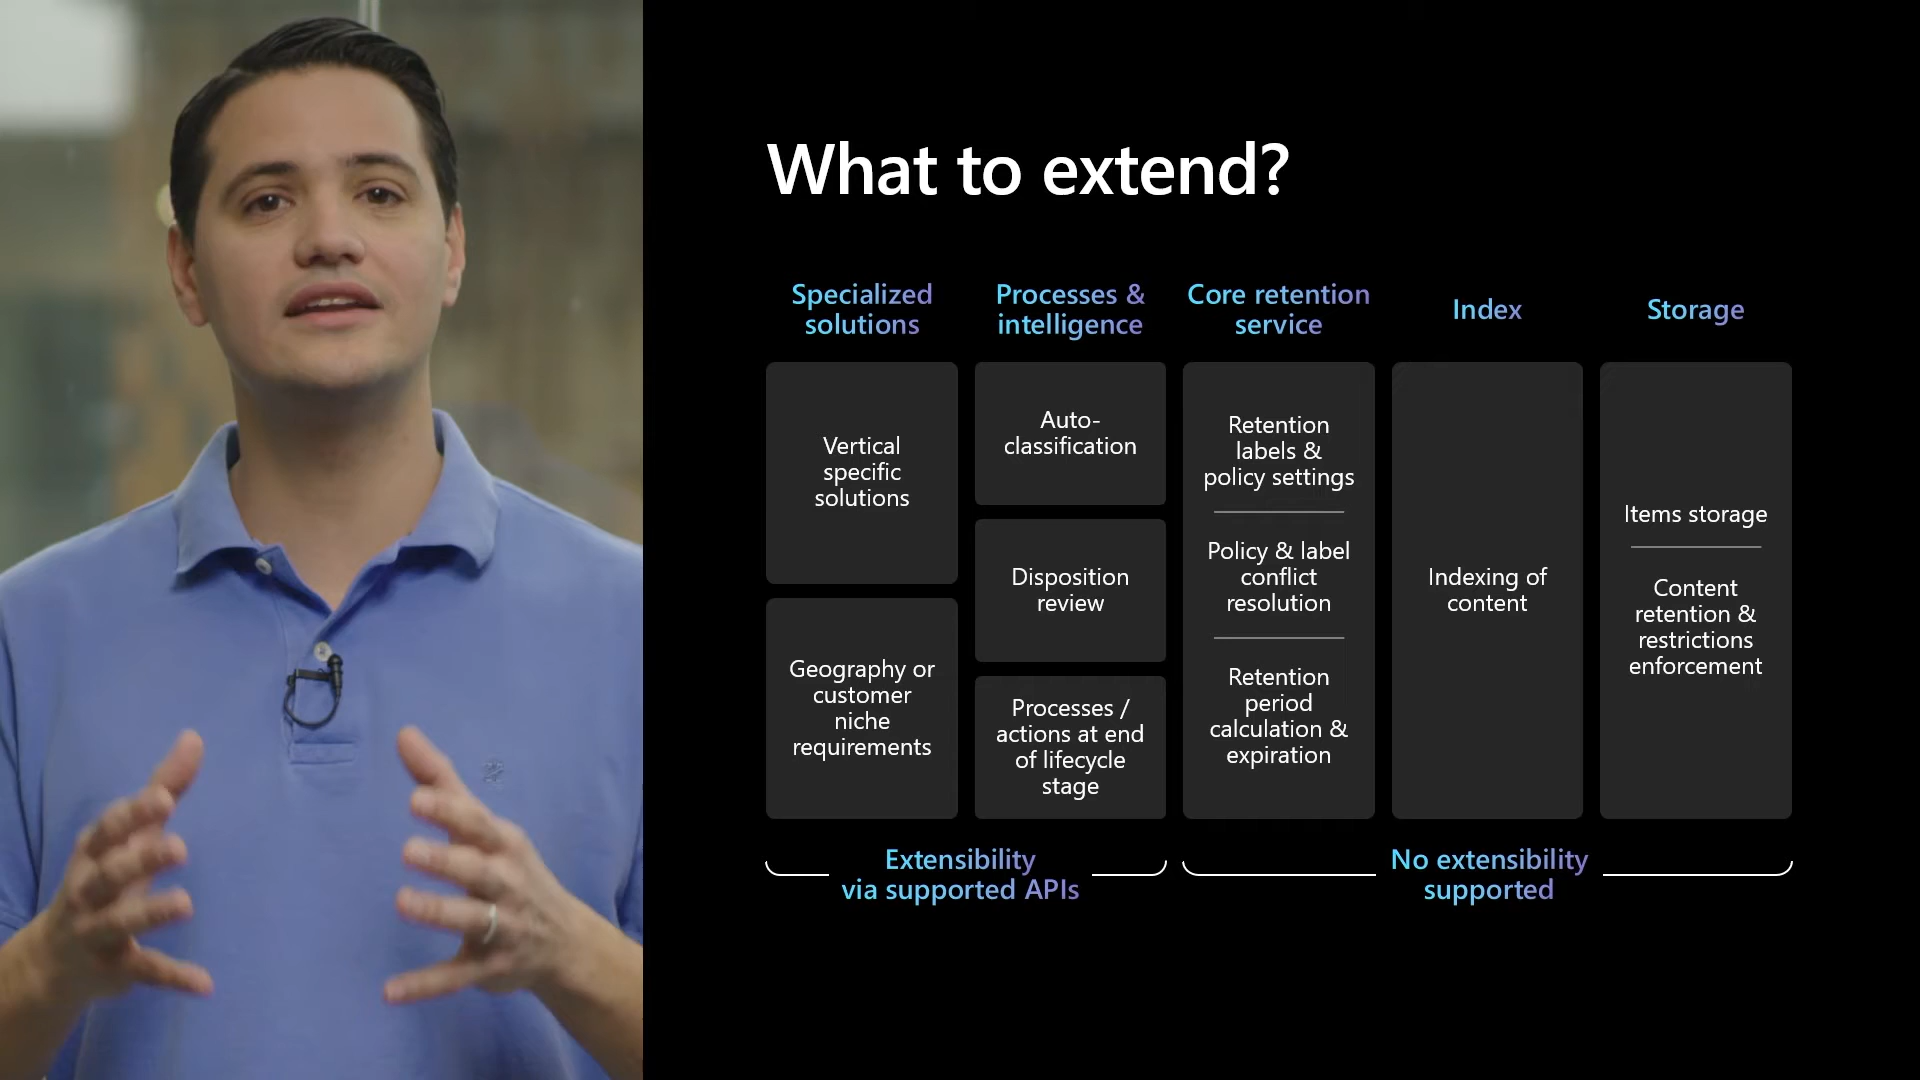 What to extend?
Specialized
solutions
Processes &
intelligence
Core retention
service
Index
Storage
Vertical
specific
solutions
Geography or
customer
niche
requirements
Auto-
classification
Disposition
review
Processes /
actions at end
of lifecycle
stage
Retention
labels &
policy settings
Policy & label
conflict
resolution
Retention
period
calculation &
expiration
Indexing of
content
Items storage
Content
retention &
restrictions
enforcement
Extensibility
via supported APIs
No extensibility
supported